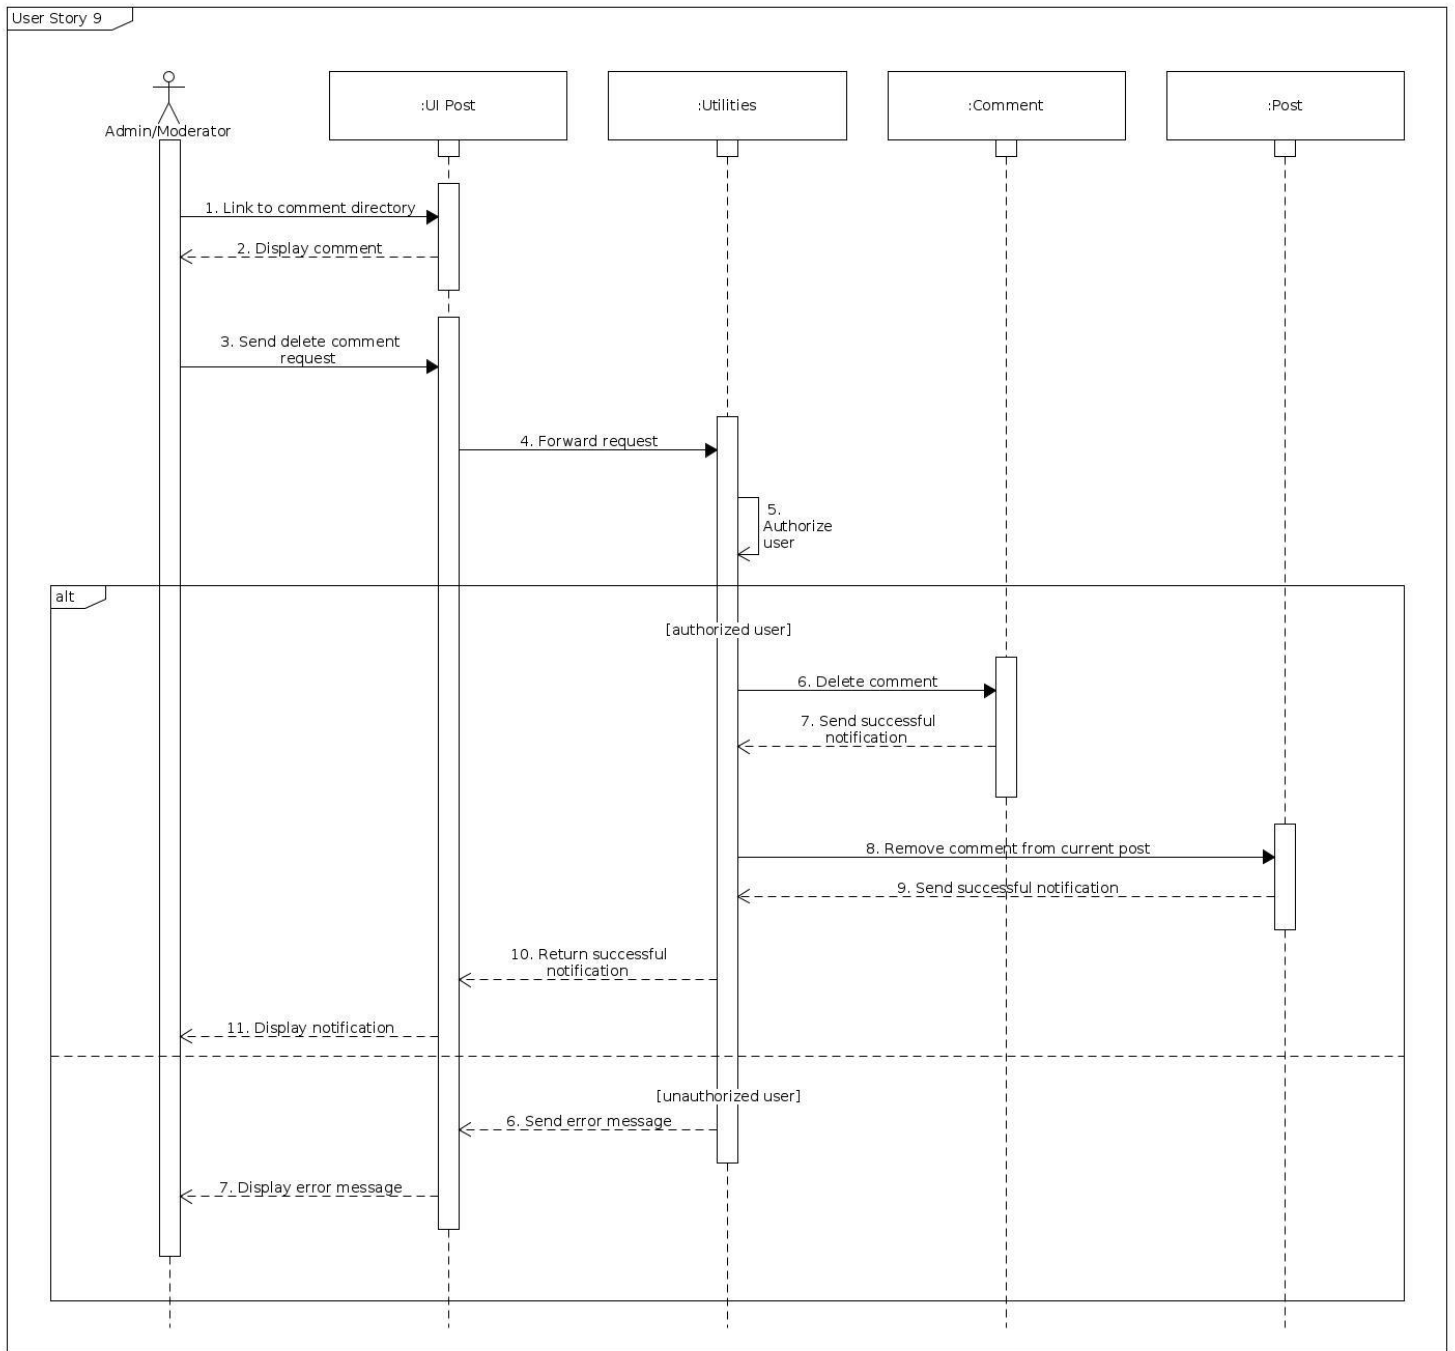 User Story 9
Admin/Moderator
:UI Post
:Utilities
:Comment
:Post
1. Link to comment directory
2. Display comment
3. Send delete comment
request
4. Forward request
5.
Authorize
user
alt
[authorized user]
6. Delete comment
7. Send successful
notification
8. Remove comment from current post
9. Send successful notification
10. Return successful
notification
11. Display notification
[unauthorized user]
6. Send error message
7. Display error message